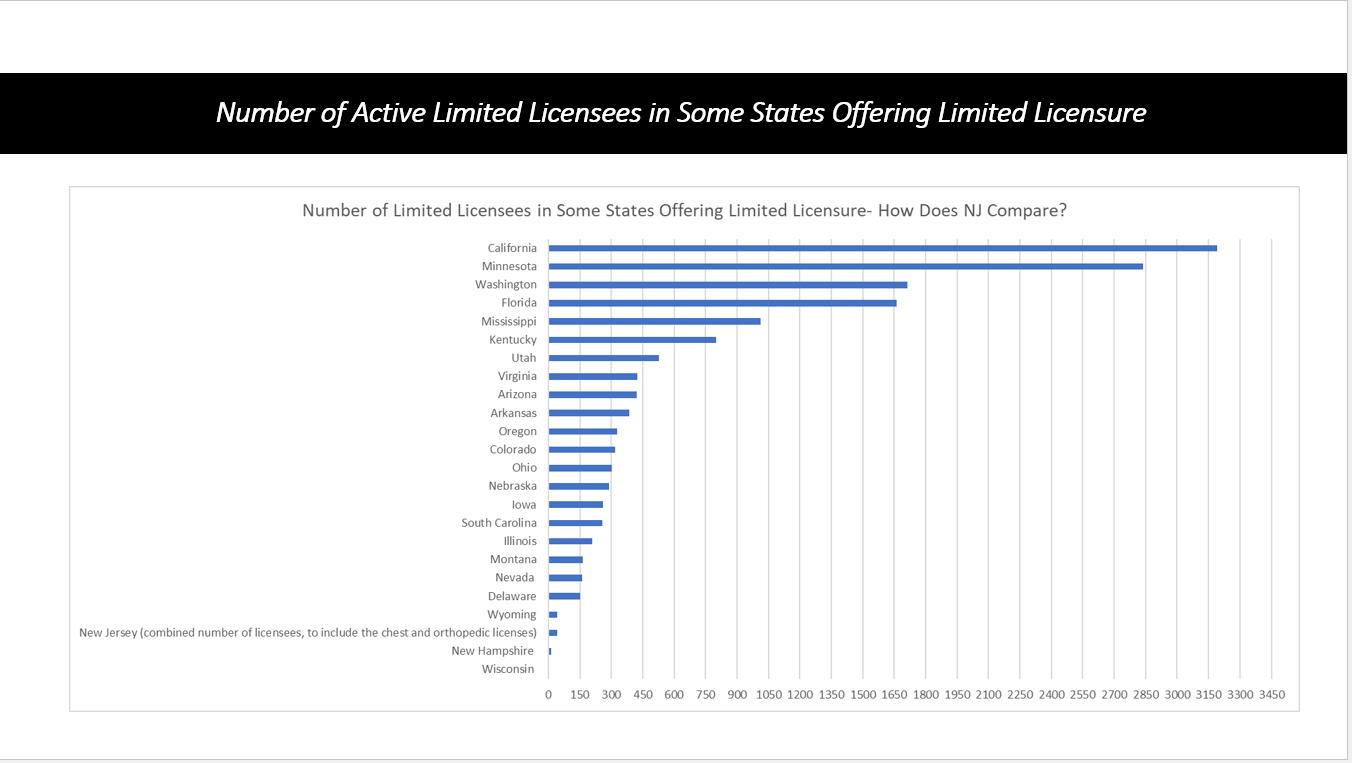 Number of Active Limited Licensees in Some States Offering Limited Licensure
Number of Limited Licensees in Some States Offering Limited Licensure- How Does NJ Compare?
California
Minnesota
Washington
Florida
Mississippi
Kentucky
Utah
Virginia
Arizona
Arkansas
Oregon
Colorado
Ohio
Nebraska
Iowa
South Carolina
Illinois
Montana
Nevada
Delaware
Wyoming
New Jersey (combined number of licensees, to include the chest and orthopedic licenses)
New Hampshire
Wisconsin
0 150 300 450 600 750 900 1050 1200 1350 1500 1650 1800 1950 2100 2250 2400 2550 2700 2850 3000 3150 3300 3450